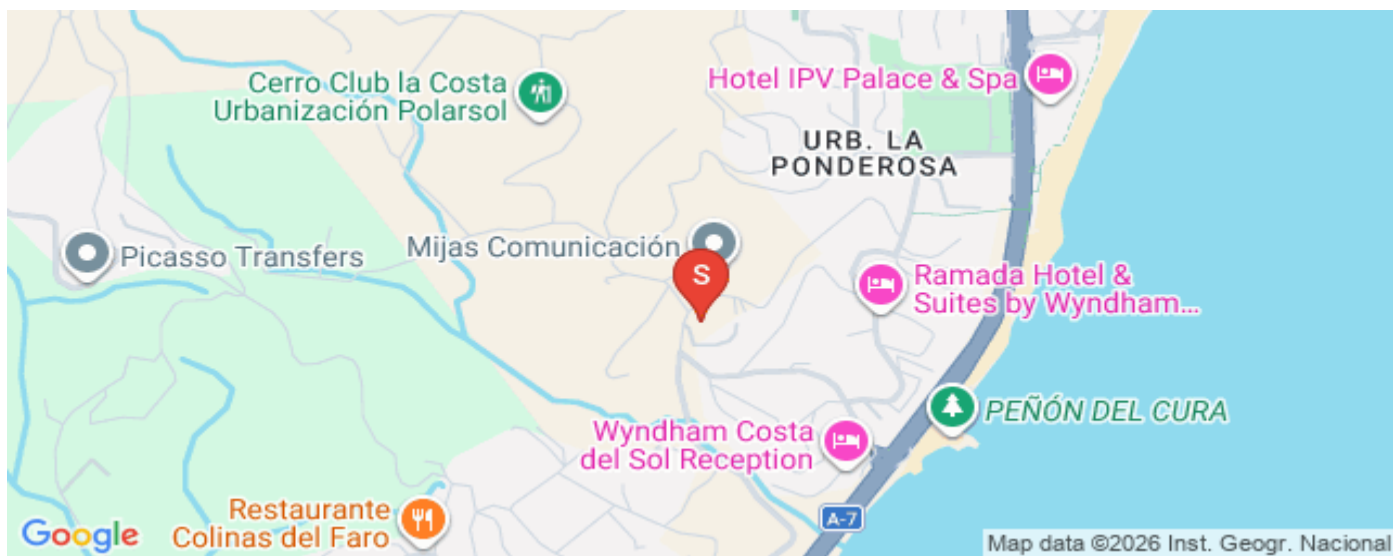 Hotel IPV Palace & Spa
Cerro Club la Costa
Urbanización Polarsol
URB. LA
PONDEROSA
Mijas Comunicación
Picasso Transfers
S
Ramada Hotel &
Suites by Wyndham...
PEÑÓN DEL CURA
Wyndham Costa
del Sol Reception
Restaurante
Colinas del Faro
A-7
Google
Map data ©2026 Inst. Geogr. Nacional